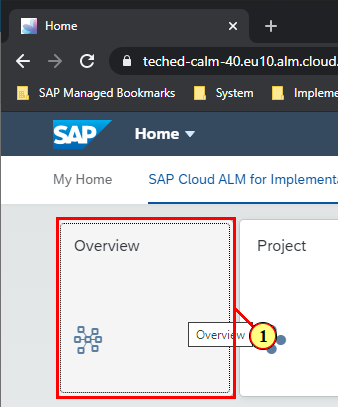 Home
teched-calm-40.eu10.alm.cloud.
SAP Managed Bookmarks System Impleme
SAP Home
My Home SAP Cloud ALM for Implementa
Overview Project
Overview 1